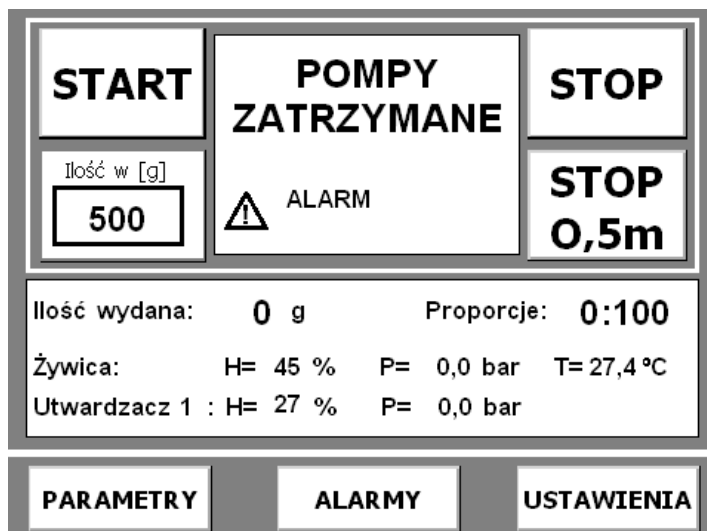 START
POMPY
ZATRZYMANE
STOP
Ilość w [g]
500
ALARM
STOP
0,5m
Ilość wydana: 0 g Proporcje: 0:100
Żywica: H= 45 % P= 0,0 bar T= 27,4 °C
Utwardzacz 1 : H= 27 % P= 0,0 bar
PARAMETRY ALARMY USTAWIENIA